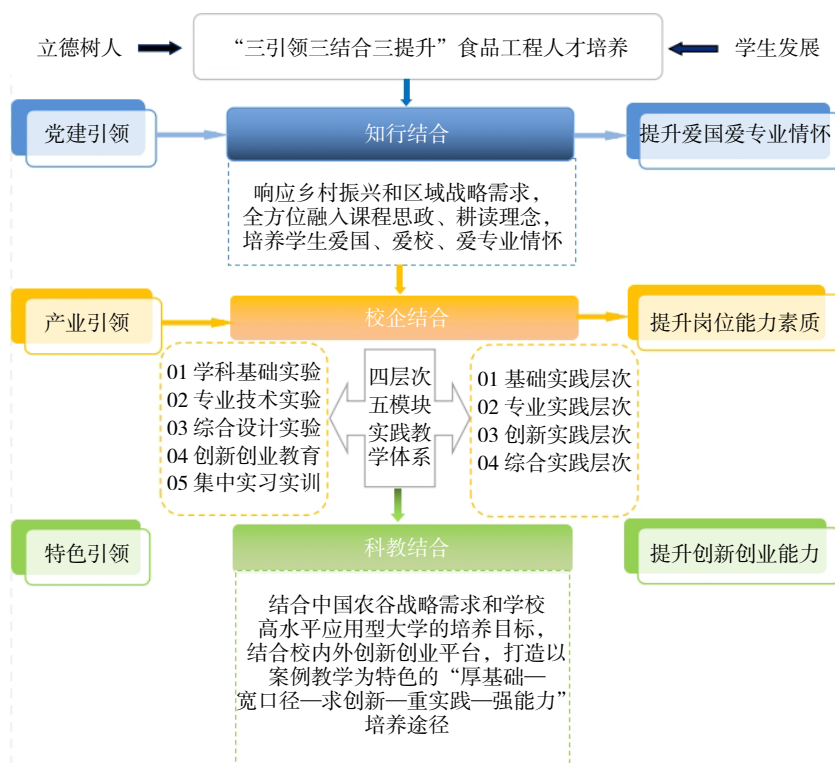 立德树人
“三引领三结合三提升”食品工程人才培养
学生发展
党建引领
知行结合
提升爱国爱专业情怀
响应乡村振兴和区域战略需求，
全方位融入课程思政、耕读理念，
培养学生爱国、爱校、爱专业情怀
产业引领
校企结合
提升岗位能力素质
01 学科基础实验
02 专业技术实验
03 综合设计实验
04 创新创业教育
05 集中实习实训
四层次
五模块
实践教
学体系
01 基础实践层次
02 专业实践层次
03 创新实践层次
04 综合实践层次
特色引领
科教结合
提升创新创业能力
结合中国农谷战略需求和学校
高水平应用型大学的培养目标，
结合校内外创新创业平台，打造以
案例教学为特色的“厚基础—
宽口径—求创新—重实践—强能力”
培养途径